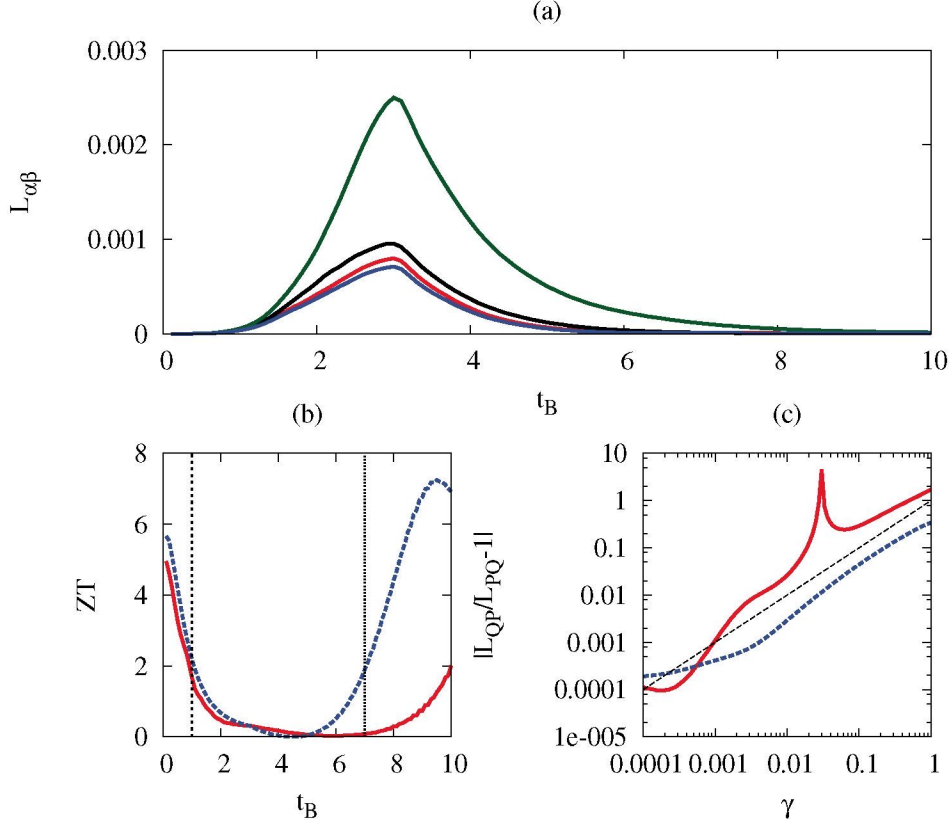 (a)
0.003
0.002
0.001
0
L_αβ
0 2 4 6 8 10
t_B
(b)
8
6
4
2
0
ZT
0 2 4 6 8 10
t_B
(c)
10
1
0.1
0.01
0.001
0.0001
1e-005
|L_QP/L_PQ-1|
0.0001 0.001 0.01 0.1 1
γ